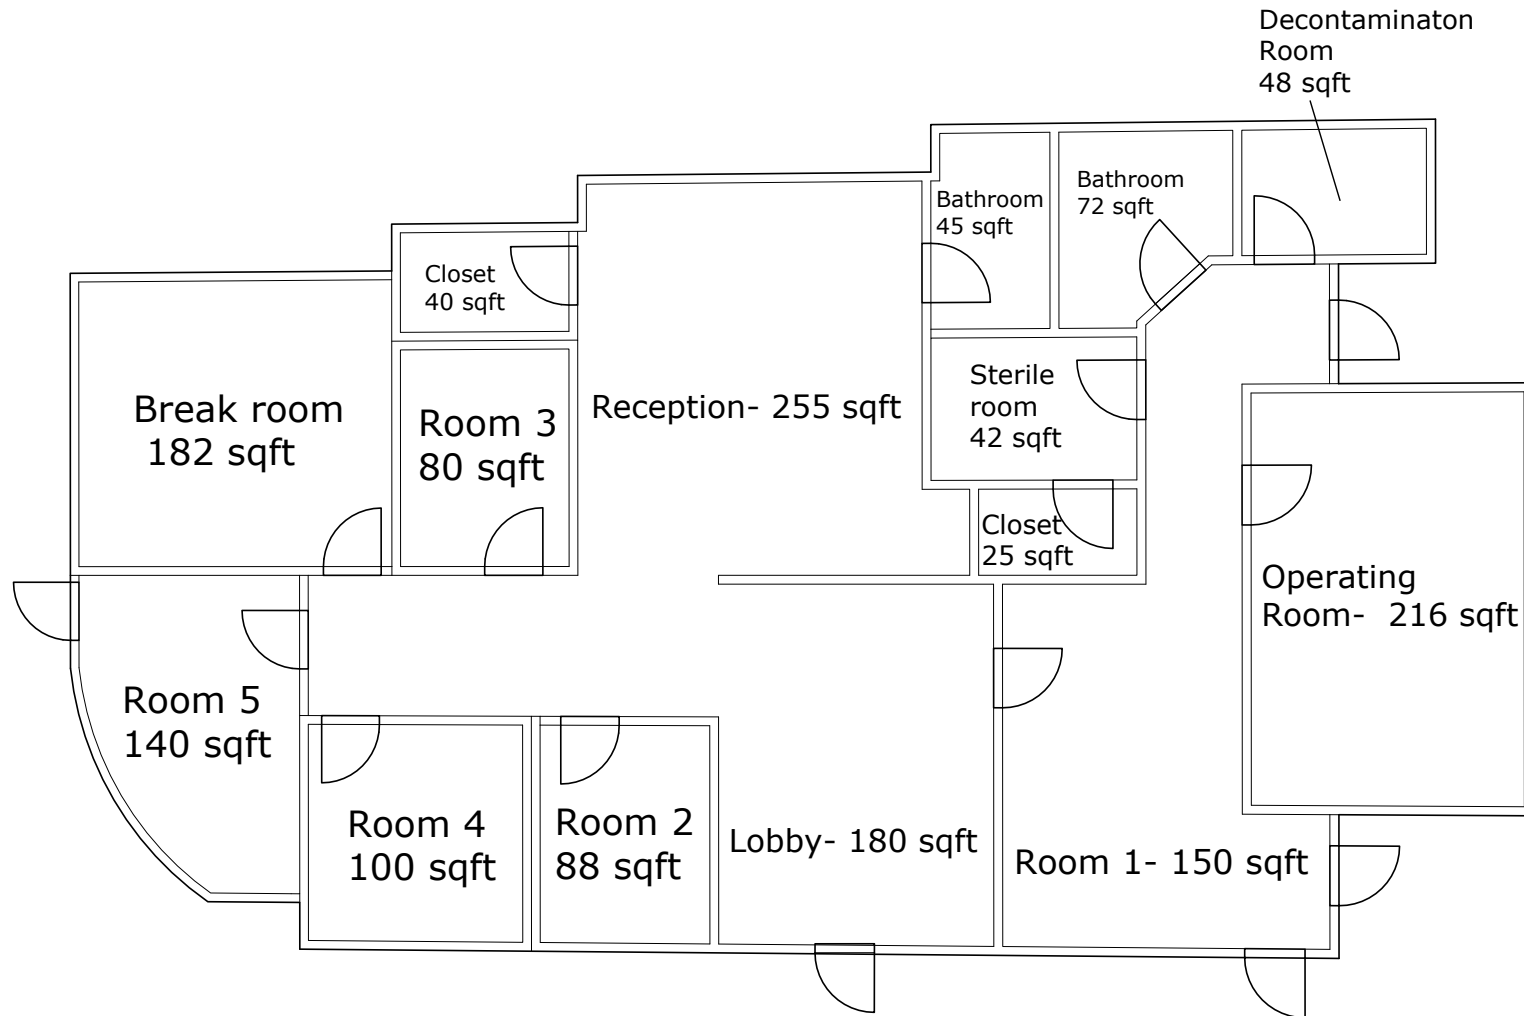 Decontaminaton
Room
48 sqft
Bathroom
45 sqft
Bathroom
72 sqft
Closet
40 sqft
Break room
182 sqft
Room 3
80 sqft
Reception- 255 sqft
Sterile
room
42 sqft
Closet
25 sqft
Operating
Room-  216 sqft
Room 5
140 sqft
Room 4
100 sqft
Room 2
88 sqft
Lobby- 180 sqft
Room 1- 150 sqft